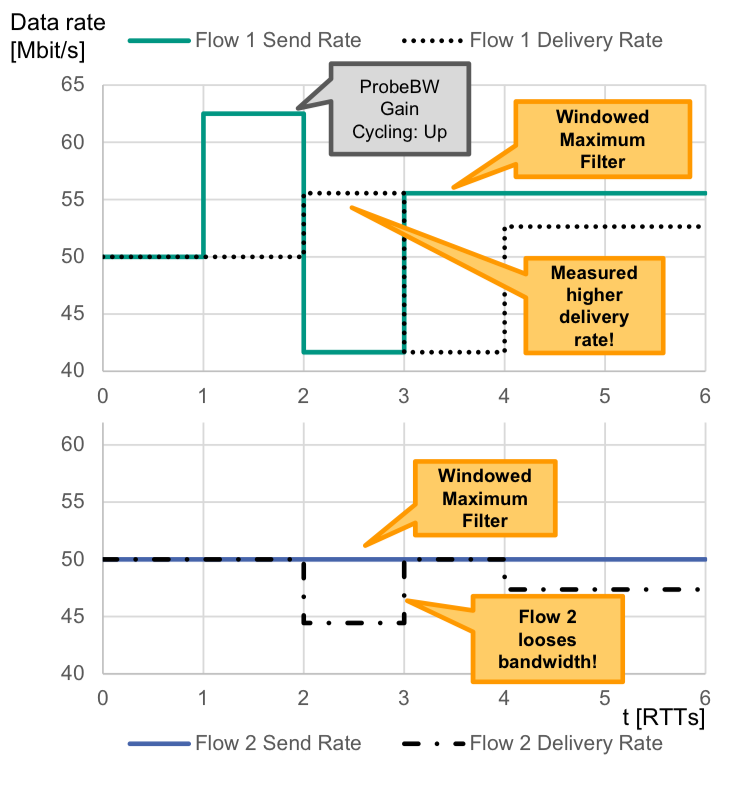 Data rate
[Mbit/s]
Flow 1 Send Rate
Flow 1 Delivery Rate
65
60
55
50
45
40
0 1 2 3 4 5 6
ProbeBW
Gain
Cycling: Up
Windowed
Maximum
Filter
Measured
higher
delivery
rate!
60
55
50
45
40
0 1 2 3 4 5 6
Windowed
Maximum
Filter
Flow 2
looses
bandwidth!
t [RTTs]
Flow 2 Send Rate
Flow 2 Delivery Rate